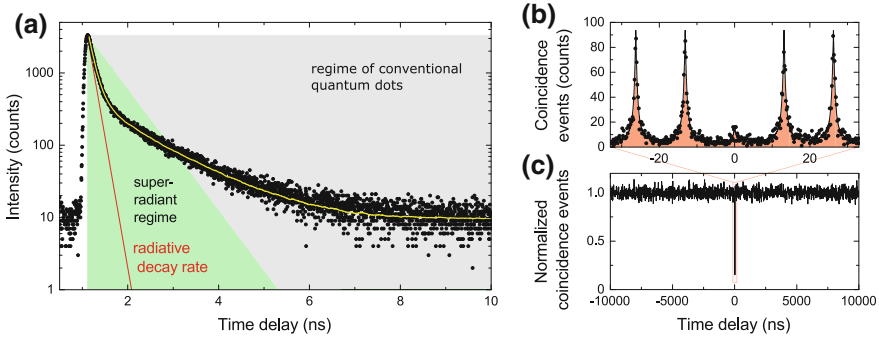 (a)
Intensity (counts)
1000
100
10
1
regime of conventional
quantum dots
super-
radiant
regime
radiative
decay rate
2
4
6
8
10
Time delay (ns)
(b)
Coincidence
events (counts)
100
80
60
40
20
0
-20
0
20
(c)
Normalized
coincidence events
1.0
0.5
0
-10000
-5000
0
5000
10000
Time delay (ns)